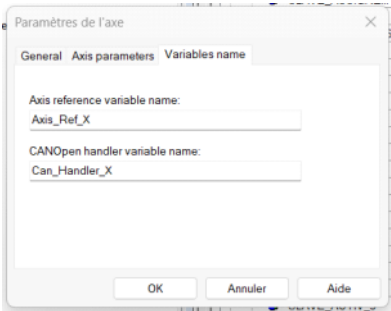 Paramètres de l'axe
General Axis parameters Variables name
Axis reference variable name:
Axis_Ref_X
CANOpen handler variable name:
Can_Handler_X
OK Annuler Aide